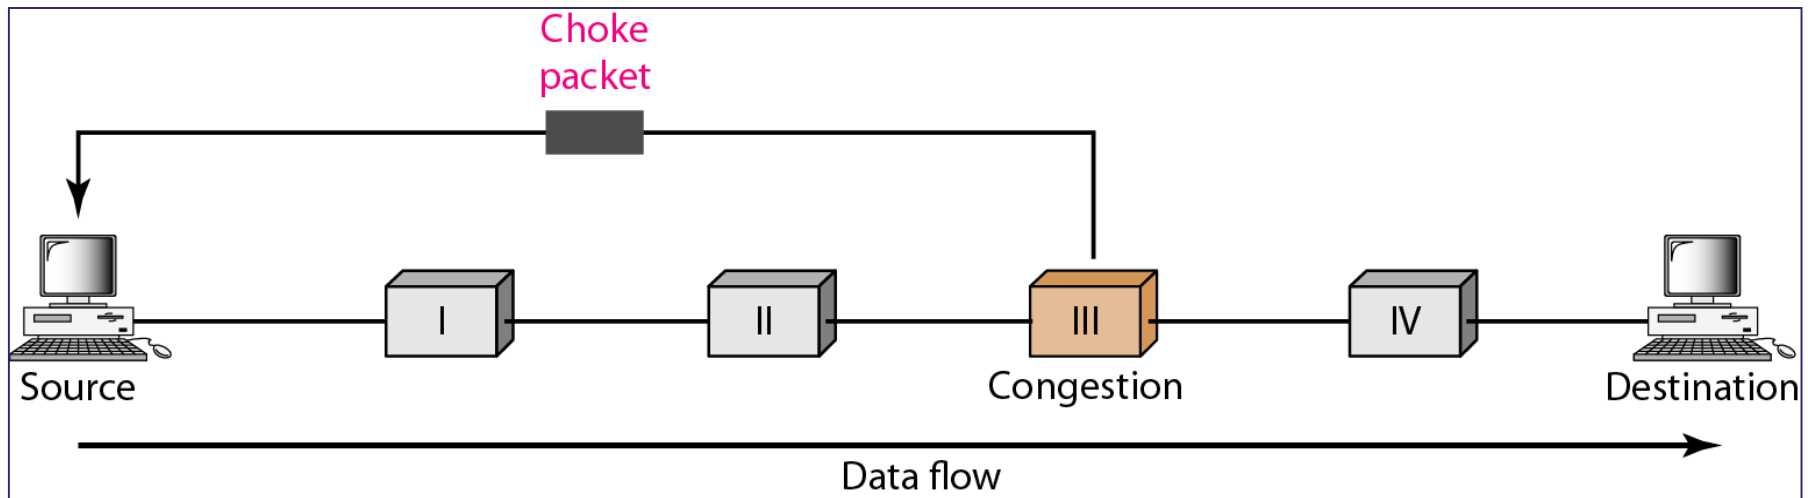 Choke
packet
I
II
III
IV
Source
Congestion
Destination
Data flow